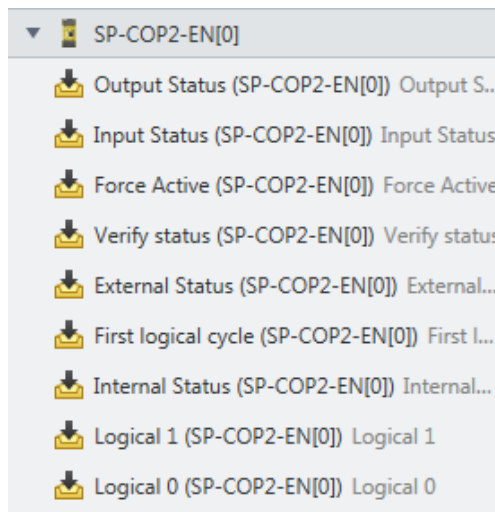 SP-COP2-EN[0]
Output Status (SP-COP2-EN[0]) Output S...
Input Status (SP-COP2-EN[0]) Input Status
Force Active (SP-COP2-EN[0]) Force Active
Verify status (SP-COP2-EN[0]) Verify status
External Status (SP-COP2-EN[0]) External...
First logical cycle (SP-COP2-EN[0]) First l...
Internal Status (SP-COP2-EN[0]) Internal...
Logical 1 (SP-COP2-EN[0]) Logical 1
Logical 0 (SP-COP2-EN[0]) Logical 0